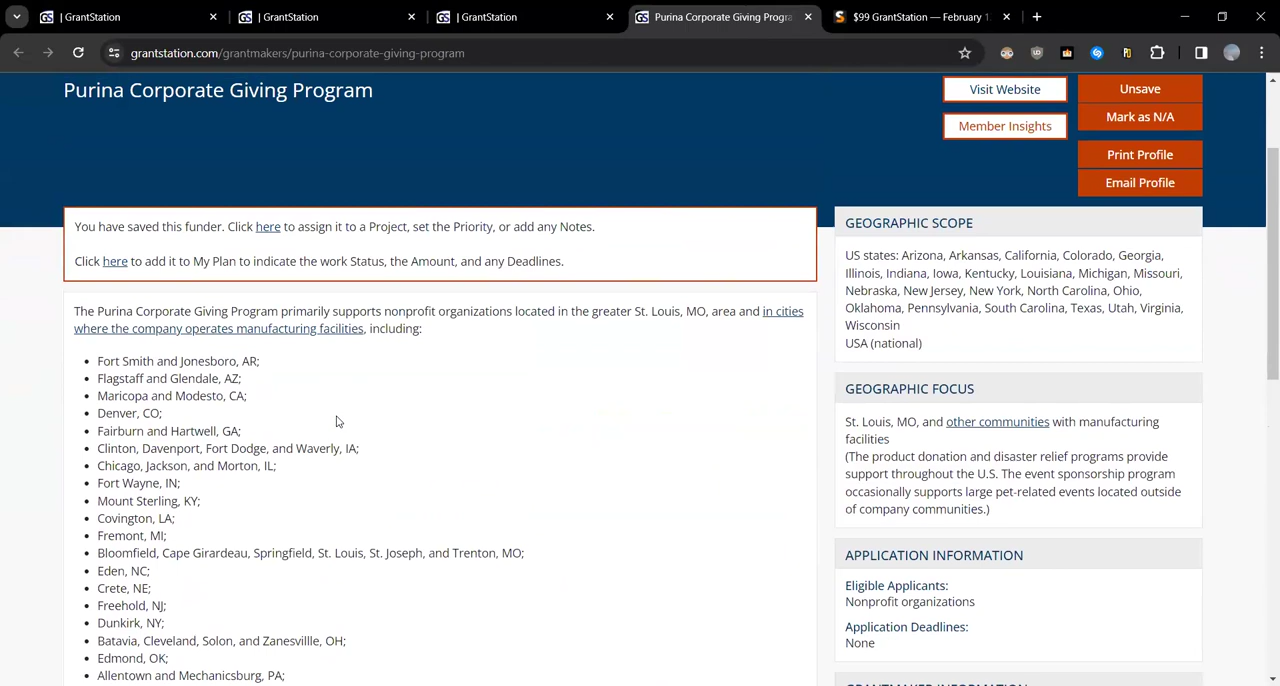 | GrantStation
| GrantStation
| GrantStation
Purina Corporate Giving Progra
$99 GrantStation — February 1
grantstation.com/grantmakers/purina-corporate-giving-program
Purina Corporate Giving Program
Visit Website
Member Insights
Unsave
Mark as N/A
Print Profile
Email Profile
You have saved this funder. Click here to assign it to a Project, set the Priority, or add any Notes.
Click here to add it to My Plan to indicate the work Status, the Amount, and any Deadlines.
The Purina Corporate Giving Program primarily supports nonprofit organizations located in the greater St. Louis, MO, area and in cities
where the company operates manufacturing facilities, including:
• Fort Smith and Jonesboro, AR;
• Flagstaff and Glendale, AZ;
• Maricopa and Modesto, CA;
• Denver, CO;
• Fairburn and Hartwell, GA;
• Clinton, Davenport, Fort Dodge, and Waverly, IA;
• Chicago, Jackson, and Morton, IL;
• Fort Wayne, IN;
• Mount Sterling, KY;
• Covington, LA;
• Fremont, MI;
• Bloomfield, Cape Girardeau, Springfield, St. Louis, St. Joseph, and Trenton, MO;
• Eden, NC;
• Crete, NE;
• Freehold, NJ;
• Dunkirk, NY;
• Batavia, Cleveland, Solon, and Zanesvillle, OH;
• Edmond, OK;
• Allentown and Mechanicsburg, PA;
GEOGRAPHIC SCOPE
US states: Arizona, Arkansas, California, Colorado, Georgia,
Illinois, Indiana, Iowa, Kentucky, Louisiana, Michigan, Missouri,
Nebraska, New Jersey, New York, North Carolina, Ohio,
Oklahoma, Pennsylvania, South Carolina, Texas, Utah, Virginia,
Wisconsin
USA (national)
GEOGRAPHIC FOCUS
St. Louis, MO, and other communities with manufacturing
facilities
(The product donation and disaster relief programs provide
support throughout the U.S. The event sponsorship program
occasionally supports large pet-related events located outside
of company communities.)
APPLICATION INFORMATION
Eligible Applicants:
Nonprofit organizations
Application Deadlines:
None
GRANTMAKER INFORMATION